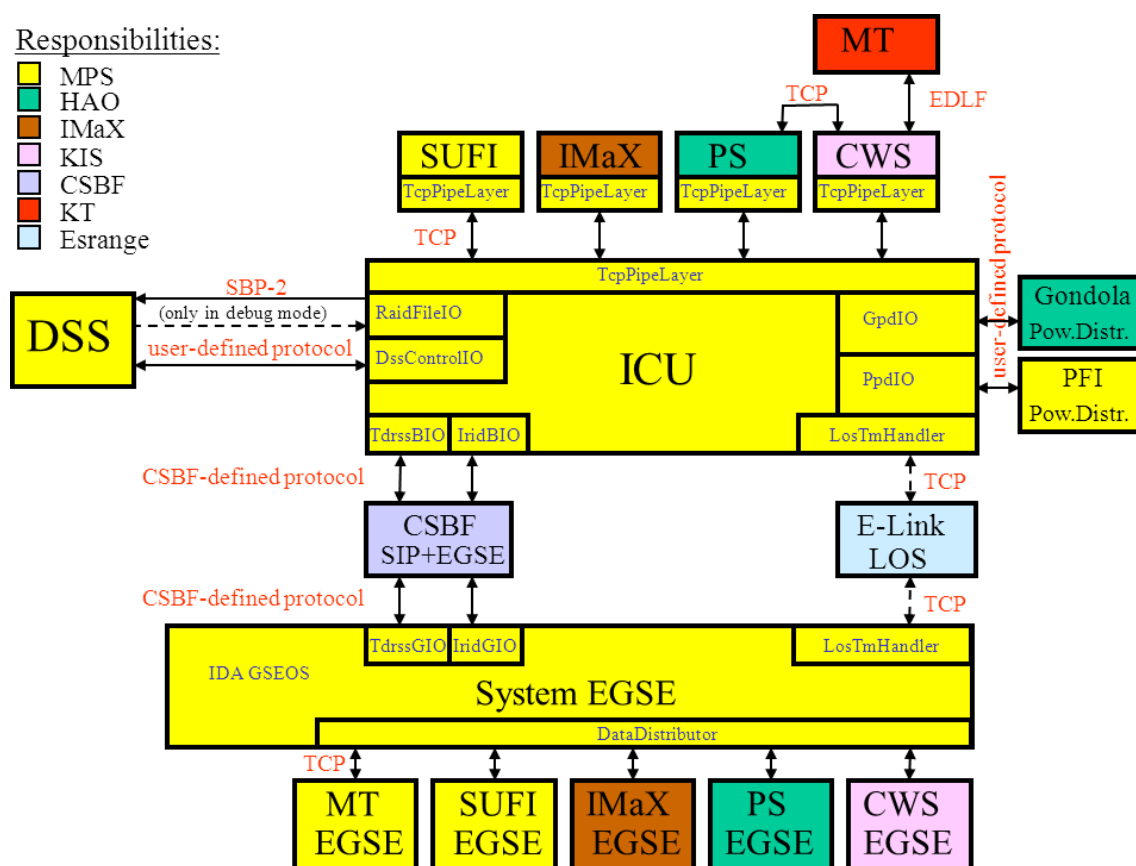 Responsibilities:
MPS
HAO
IMaX
KIS
CSBF
KT
Esrange
MT
TCP
EDLF
SUFI
TcpPipeLayer
IMaX
TcpPipeLayer
PS
TcpPipeLayer
CWS
TcpPipeLayer
TCP
TcpPipeLayer
SBP-2
(only in debug mode)
user-defined protocol
DSS
RaidFileIO
DssControlIO
ICU
GpdIO
PpdIO
user-defined protocol
Gondola
Pow.Distr.
PFI
Pow.Distr.
TdrssBIO
IridBIO
LosTmHandler
CSBF-defined protocol
TCP
CSBF
SIP+EGSE
E-Link
LOS
CSBF-defined protocol
TCP
TdrssGIO
IridGIO
LosTmHandler
IDA GSEOS
System EGSE
DataDistributor
TCP
MT
EGSE
SUFI
EGSE
IMaX
EGSE
PS
EGSE
CWS
EGSE